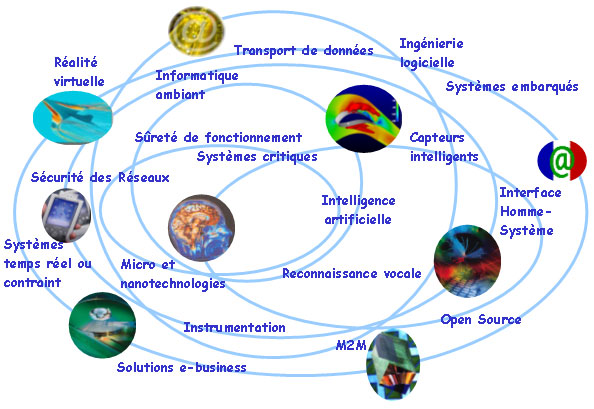 Transport de données
Ingénierie
logicielle
Réalité
virtuelle
Informatique
ambiant
Systèmes embarqués
Sûreté de fonctionnement
Capteurs
intelligents
Systèmes critiques
Sécurité des Réseaux
Intelligence
artificielle
Interface
Homme-
Système
Systèmes
temps réel ou
contraint
Micro et
nanotechnologies
Reconnaissance vocale
Open Source
Instrumentation
M2M
Solutions e-business
@
@